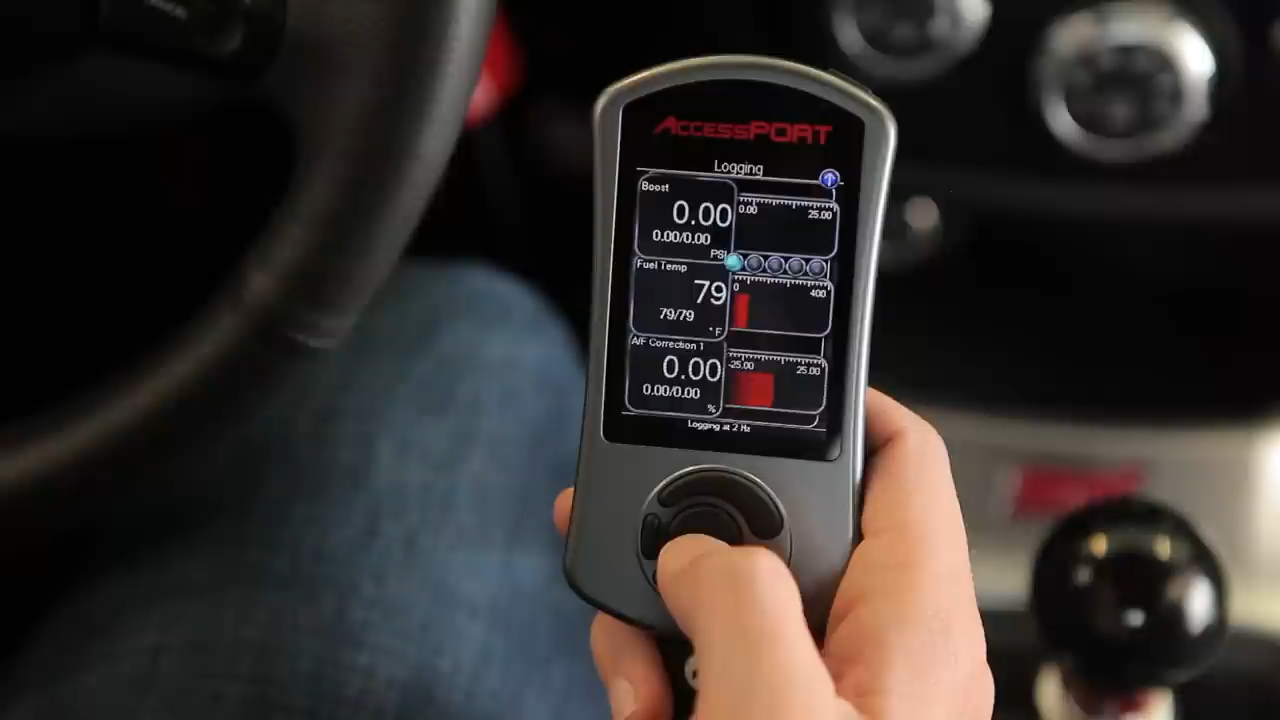 ACCESSPORT
Logging
Boost
0.00
0.00/0.00
PSI
0.00 25.00
Fuel Temp
79
79/79
°F
0 400
A/F Correction 1
0.00
0.00/0.00
%
-25.00 25.00
Logging at 2 Hz